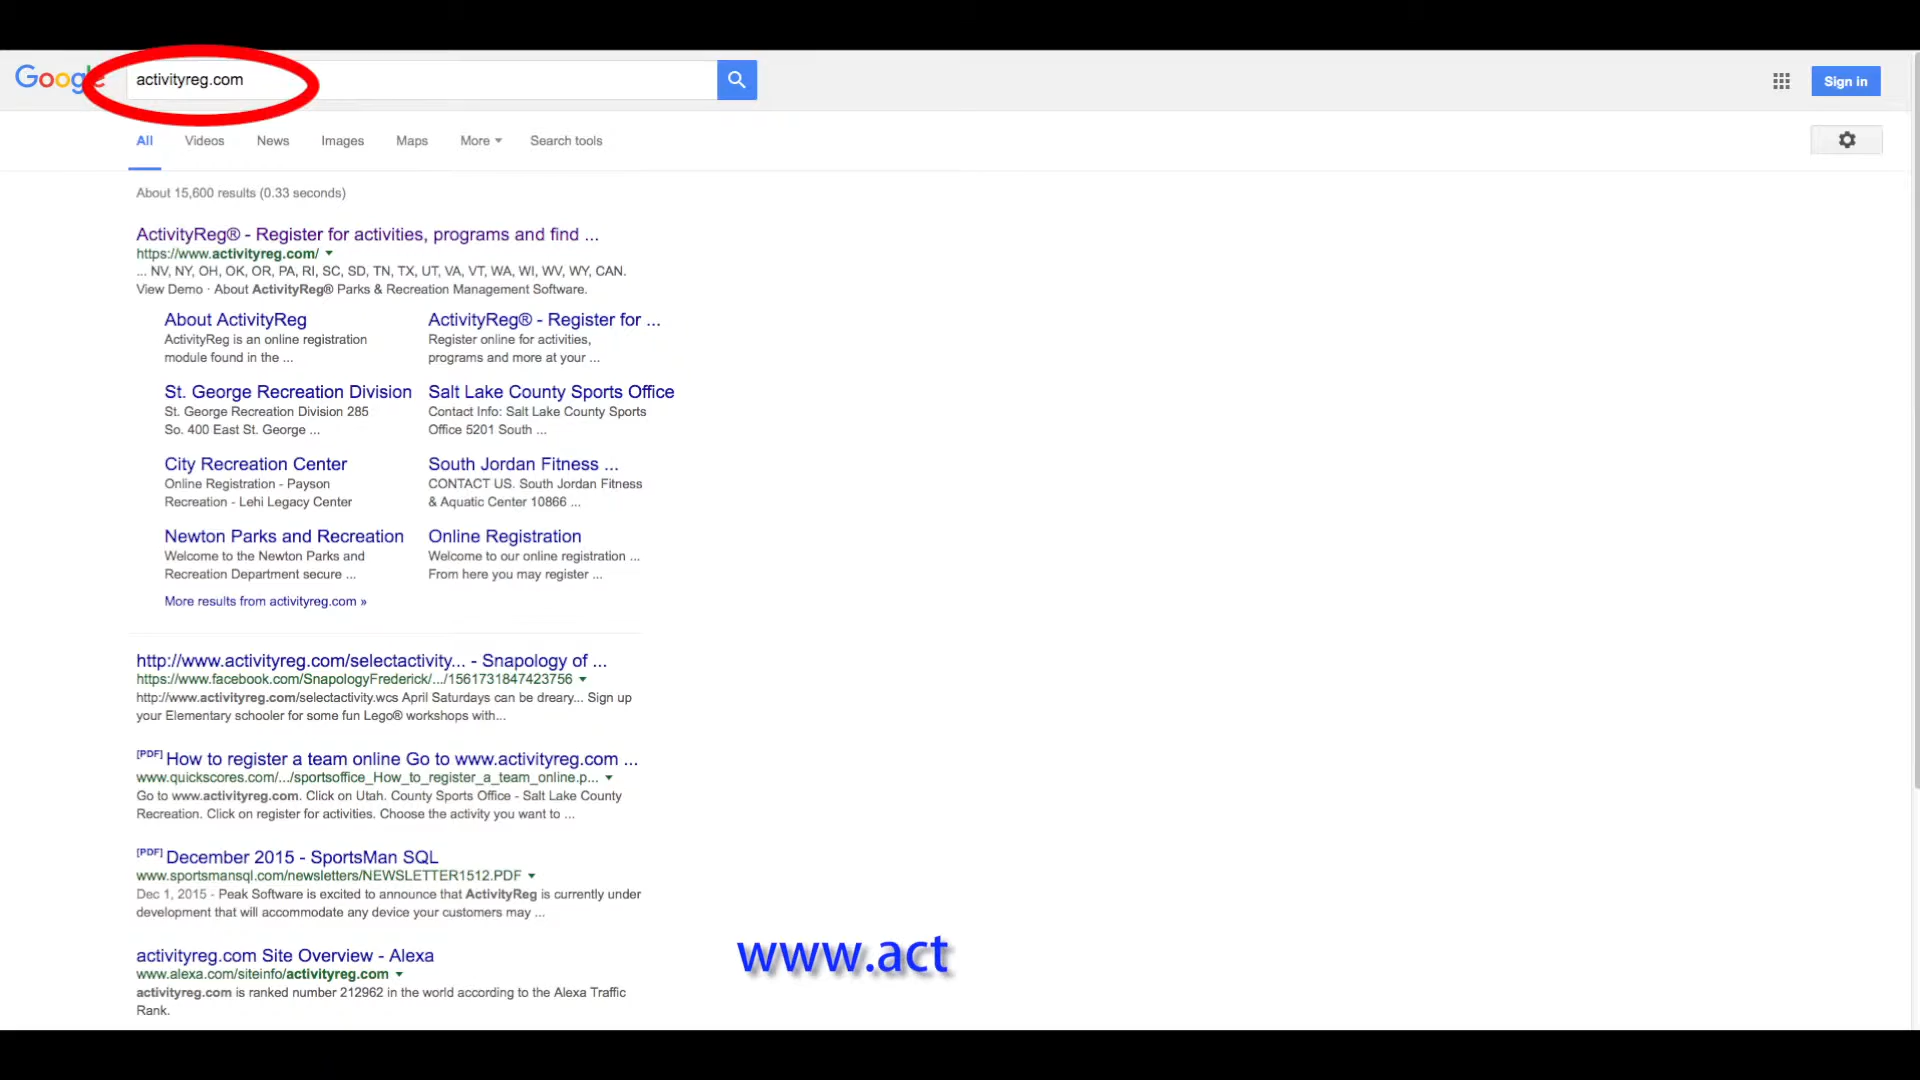 Google
activityreg.com
Sign in
All Videos News Images Maps More Search tools
About 15,600 results (0.33 seconds)
ActivityReg® - Register for activities, programs and find ...
https://www.activityreg.com/
... NV, NY, OH, OK, OR, PA, RI, SC, SD, TN, TX, UT, VA, VT, WA, WI, WV, WY, CAN.
View Demo · About ActivityReg® Parks & Recreation Management Software.
About ActivityReg
ActivityReg is an online registration
module found in the ...
ActivityReg® - Register for ...
Register online for activities,
programs and more at your ...
St. George Recreation Division
St. George Recreation Division 285
So. 400 East St. George ...
Salt Lake County Sports Office
Contact Info: Salt Lake County Sports
Office 5201 South ...
City Recreation Center
Online Registration - Payson
Recreation - Lehi Legacy Center
South Jordan Fitness ...
CONTACT US. South Jordan Fitness
& Aquatic Center 10866 ...
Newton Parks and Recreation
Welcome to the Newton Parks and
Recreation Department secure ...
Online Registration
Welcome to our online registration ...
From here you may register ...
More results from activityreg.com »
http://www.activityreg.com/selectactivity... - Snapology of ...
https://www.facebook.com/SnapologyFrederick/.../1561731847423756
http://www.activityreg.com/selectactivity.wcs April Saturdays can be dreary... Sign up
your Elementary schooler for some fun Lego® workshops with...
[PDF] How to register a team online Go to www.activityreg.com ...
www.quickscores.com/.../sportsoffice_How_to_register_a_team_online.p...
Go to www.activityreg.com. Click on Utah. County Sports Office - Salt Lake County
Recreation. Click on register for activities. Choose the activity you want to ...
[PDF] December 2015 - SportsMan SQL
www.sportsmansql.com/newsletters/NEWSLETTER1512.PDF
Dec 1, 2015 - Peak Software is excited to announce that ActivityReg is currently under
development that will accommodate any device your customers may ...
activityreg.com Site Overview - Alexa
www.alexa.com/siteinfo/activityreg.com
activityreg.com is ranked number 212962 in the world according to the Alexa Traffic
Rank.
www.act